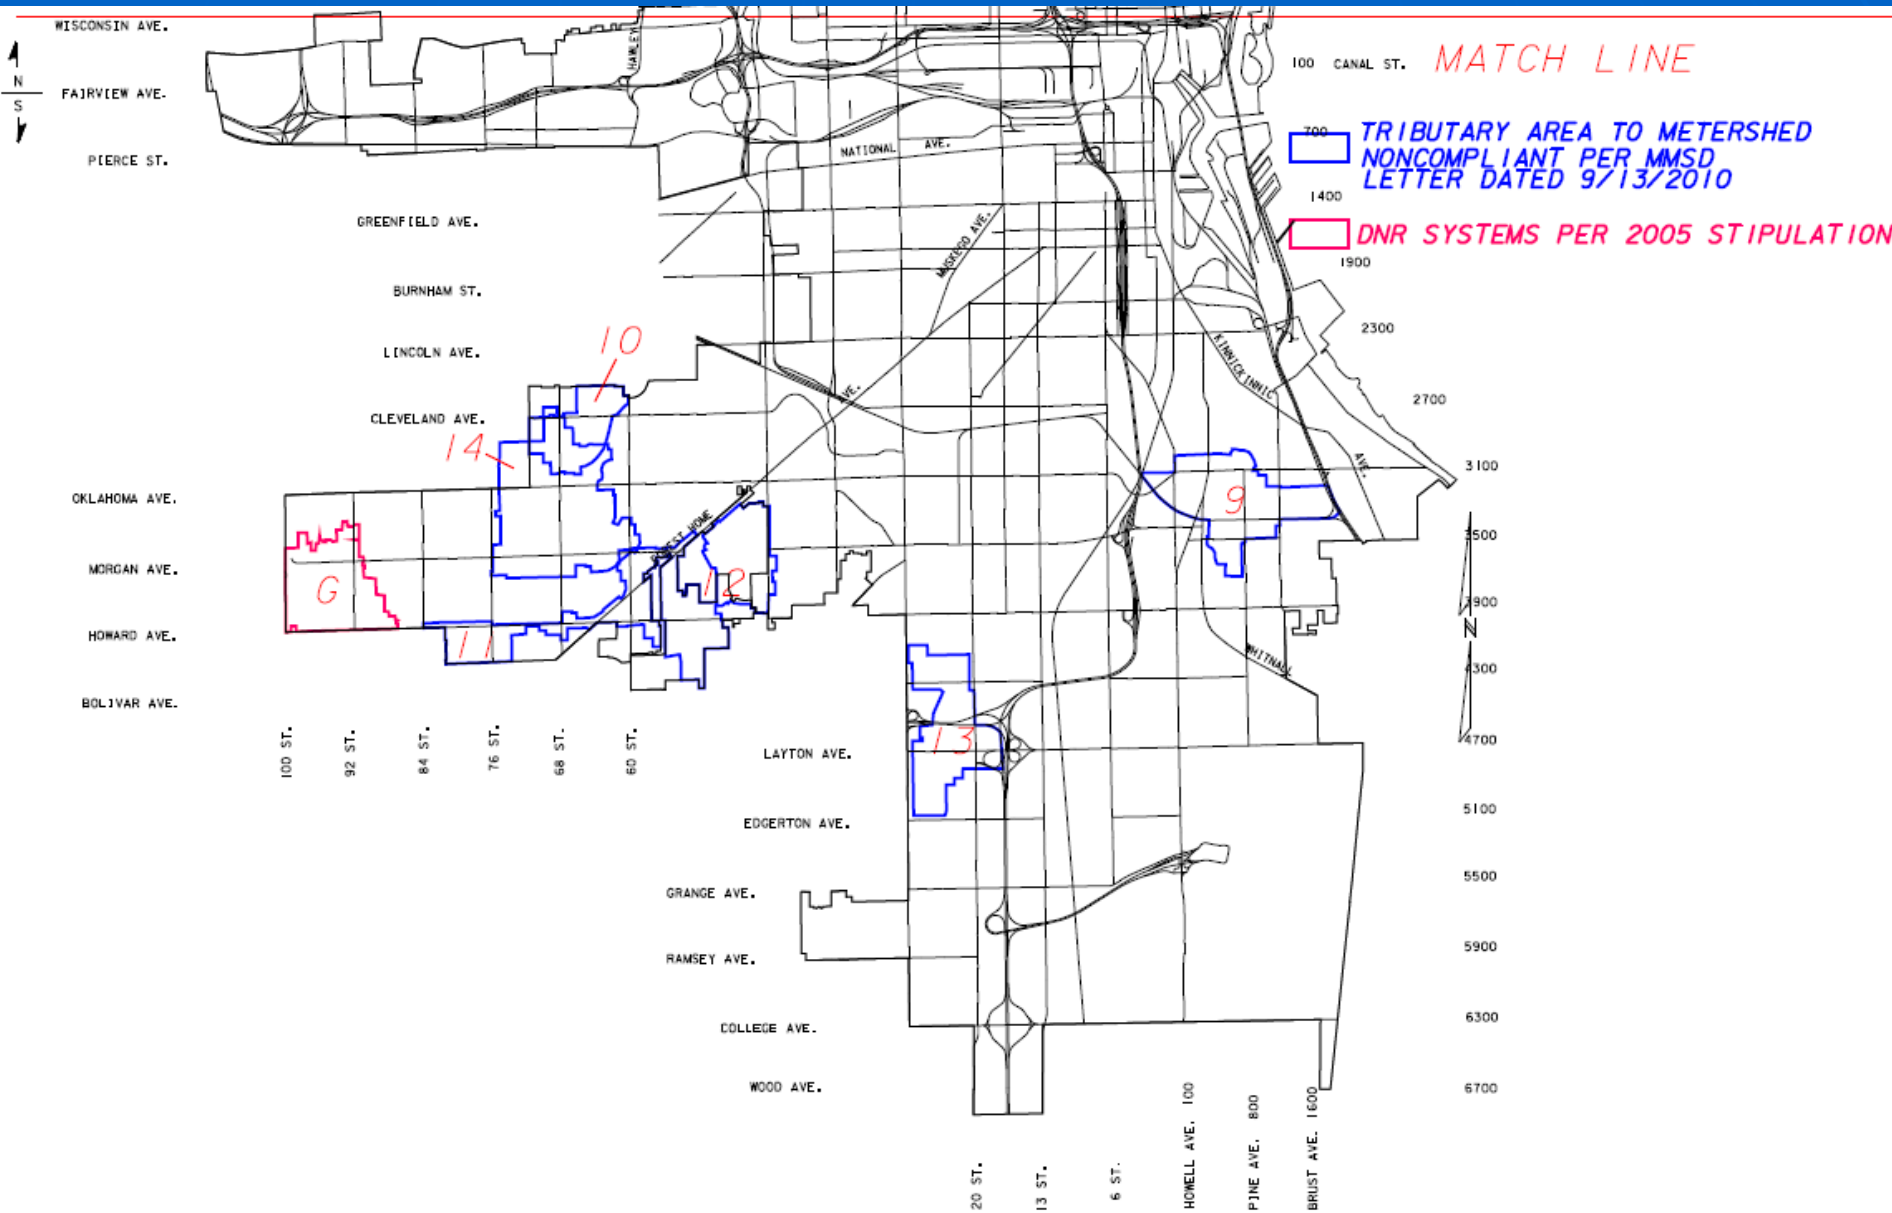 WISCONSIN AVE.
HAWLEY
100 CANAL ST.
MATCH LINE
N
S
FAIRVIEW AVE.
700
TRIBUTARY AREA TO METERSHED
NONCOMPLIANT PER MMSD
LETTER DATED 9/13/2010
NATIONAL AVE.
PIERCE ST.
1400
GREENFIELD AVE.
MUSKEGO AVE.
DNR SYSTEMS PER 2005 STIPULATION
1900
BURNHAM ST.
2300
LINCOLN AVE.
10
KINNICKINNIC
AVE.
2700
CLEVELAND AVE.
14
AVE.
3100
OKLAHOMA AVE.
9
FOREST HOME
3500
MORGAN AVE.
G
12
3900
HOWARD AVE.
11
N
WHITNALL
4300
BOLIVAR AVE.
100 ST.
92 ST.
84 ST.
76 ST.
68 ST.
60 ST.
13
4700
LAYTON AVE.
5100
EDGERTON AVE.
5500
GRANGE AVE.
5900
RAMSEY AVE.
6300
COLLEGE AVE.
6700
WOOD AVE.
20 ST.
13 ST.
6 ST.
HOWELL AVE. 100
PINE AVE. 800
BRUST AVE. 1600